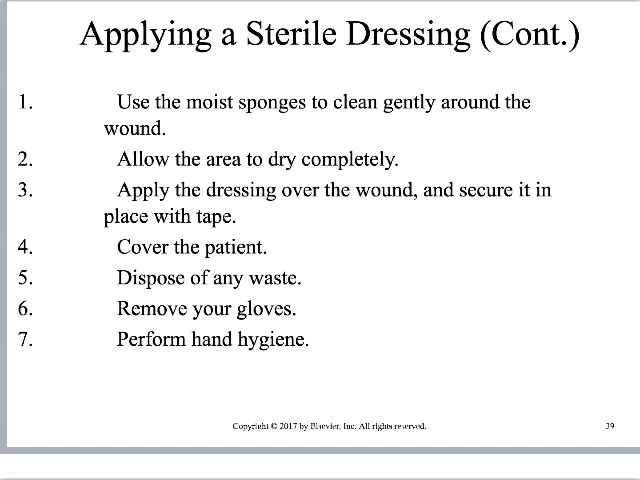 Applying a Sterile Dressing (Cont.)
1. Use the moist sponges to clean gently around the
wound.
2. Allow the area to dry completely.
3. Apply the dressing over the wound, and secure it in
place with tape.
4. Cover the patient.
5. Dispose of any waste.
6. Remove your gloves.
7. Perform hand hygiene.
Copyright © 2017 by Elsevier, Inc. All rights reserved.
39